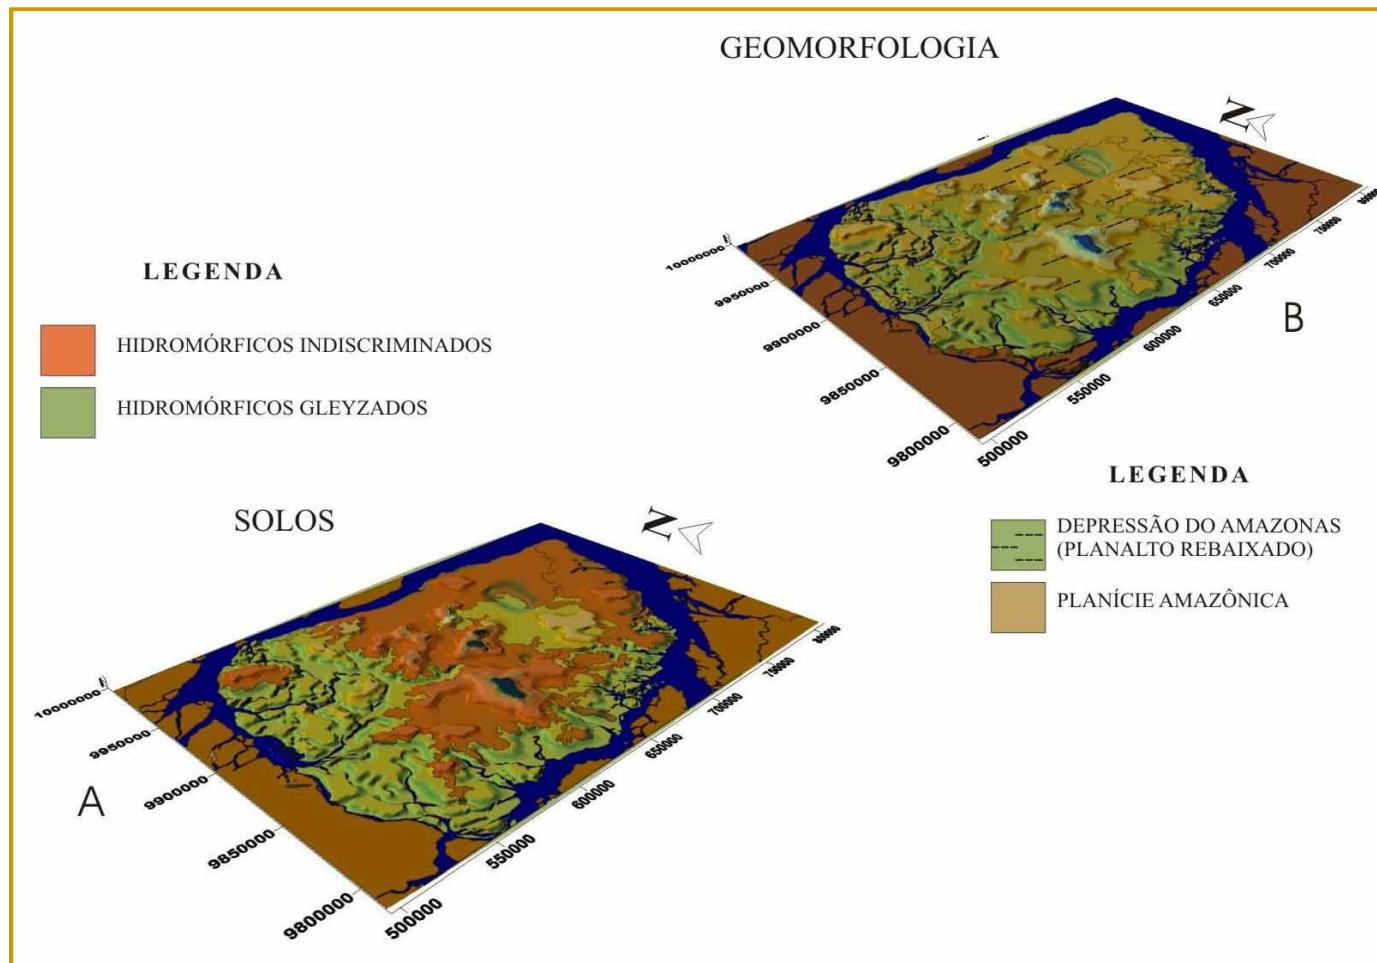 GEOMORFOLOGIA
N
10000000
9950000
9900000
9850000
9800000
500000
550000
600000
650000
700000
750000
B
LEGENDA
HIDROMÓRFICOS INDISCRIMINADOS
HIDROMÓRFICOS GLEYZADOS
LEGENDA
DEPRESSÃO DO AMAZONAS
(PLANALTO REBAIXADO)
PLANÍCIE AMAZÔNICA
SOLOS
N
10000000
9950000
9900000
9850000
9800000
500000
550000
600000
650000
700000
750000
A